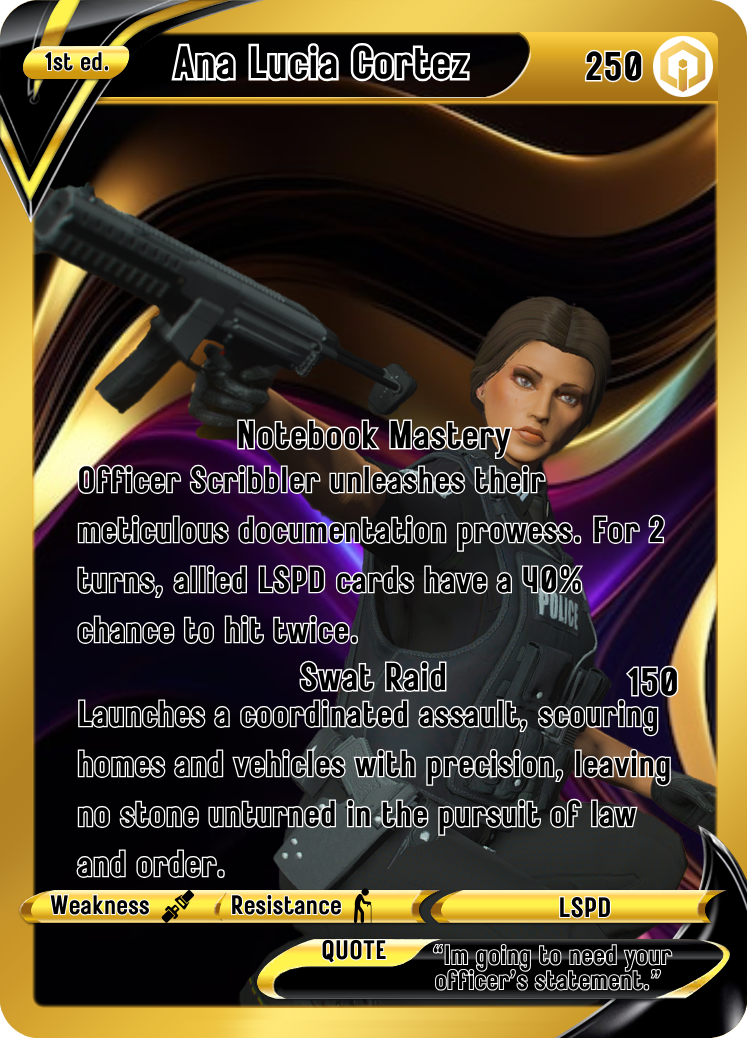 1st ed.
Ana Lucia Cortez
250
Notebook Mastery
Officer Scribbler unleashes their
meticulous documentation prowess. For 2
turns, allied LSPD cards have a 40%
chance to hit twice.
POLICE
Swat Raid
150
Launches a coordinated assault, scouring
homes and vehicles with precision, leaving
no stone unturned in the pursuit of law
and order.
Weakness
Resistance
LSPD
QUOTE
"Im going to need your
officer's statement."